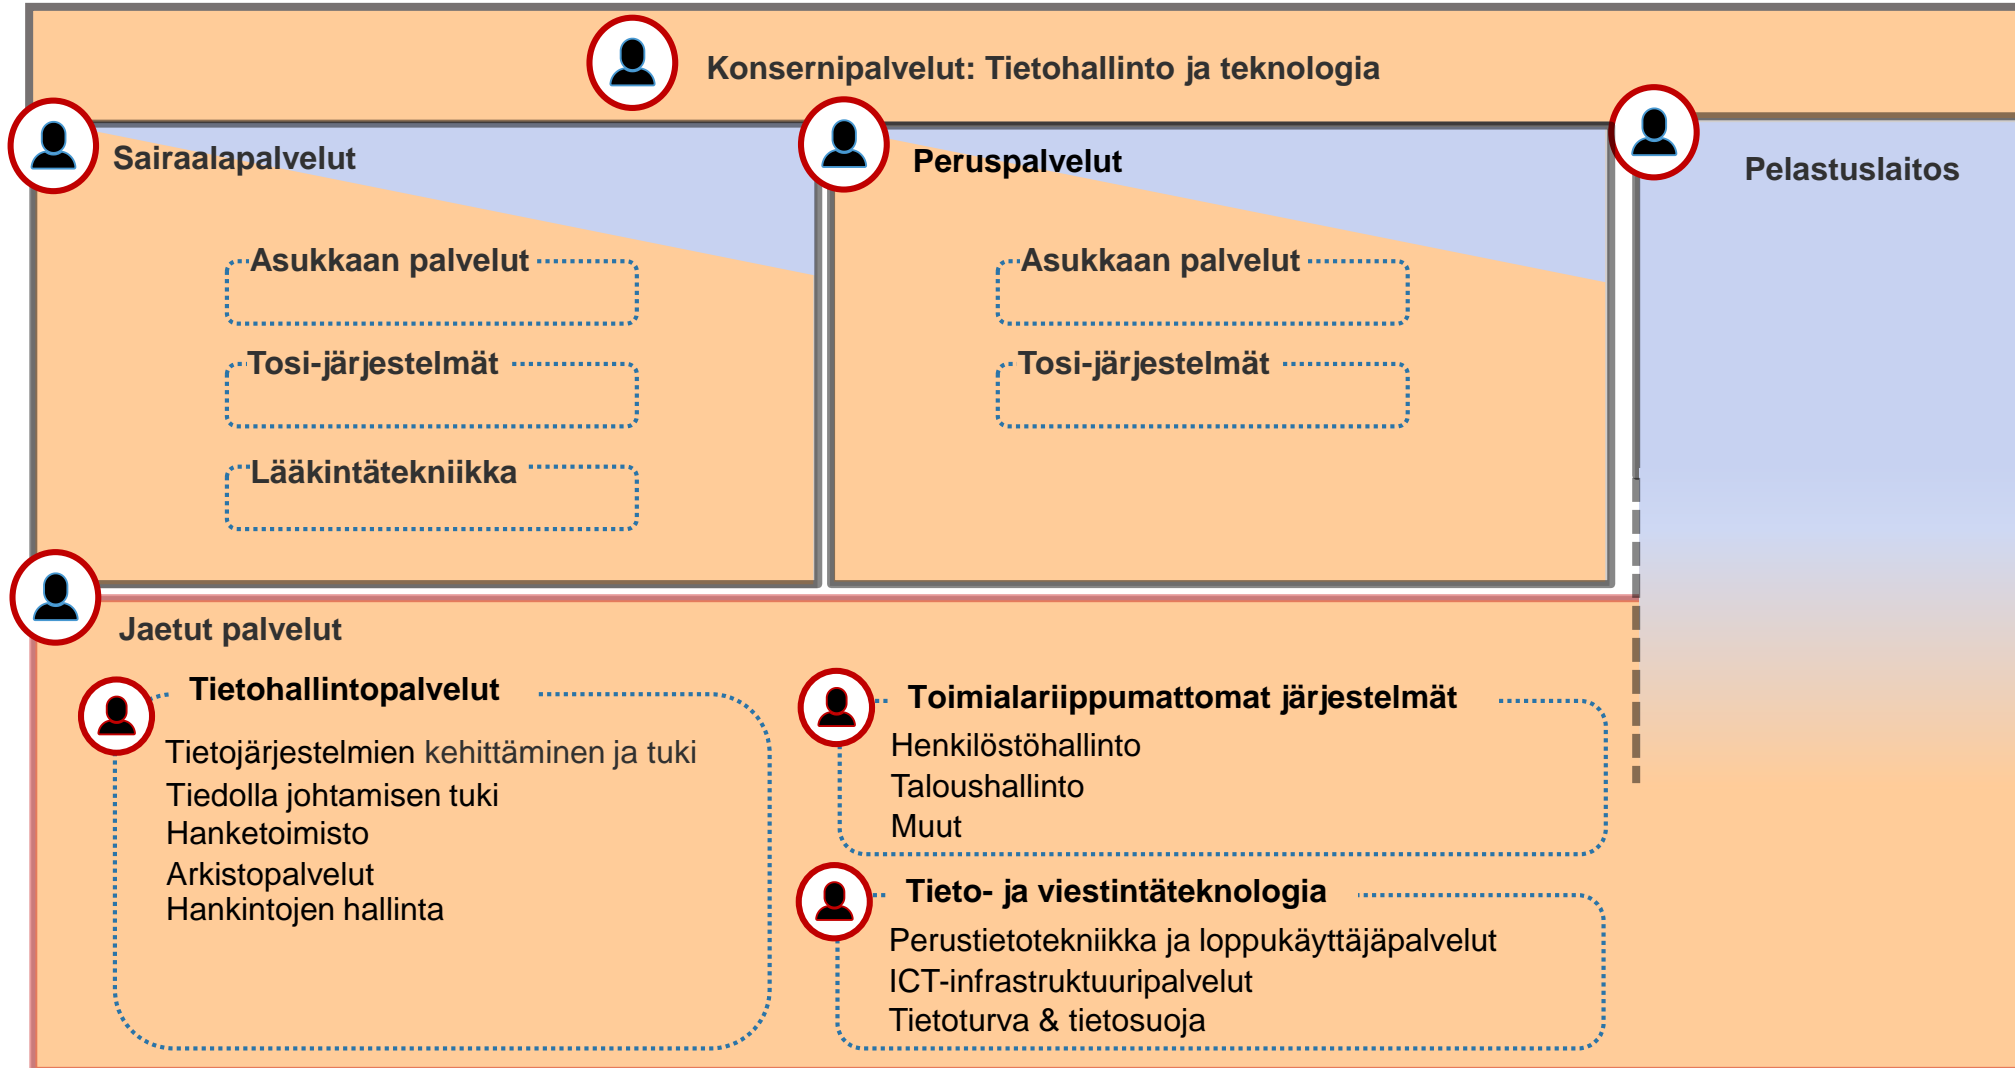 Konsernipalvelut: Tietohallinto ja teknologia
Sairaalapalvelut
Asukkaan palvelut
Tosi-järjestelmät
Lääkintätekniikka
Peruspalvelut
Asukkaan palvelut
Tosi-järjestelmät
Pelastuslaitos
Jaetut palvelut
Tietohallintopalvelut
Tietojärjestelmien kehittäminen ja tuki
Tiedolla johtamisen tuki
Hanketoimisto
Arkistopalvelut
Hankintojen hallinta
Toimialariippumattomat järjestelmät
Henkilöstöhallinto
Taloushallinto
Muut
Tieto- ja viestintäteknologia
Perustietotekniikka ja loppukäyttäjäpalvelut
ICT-infrastruktuuripalvelut
Tietoturva & tietosuoja